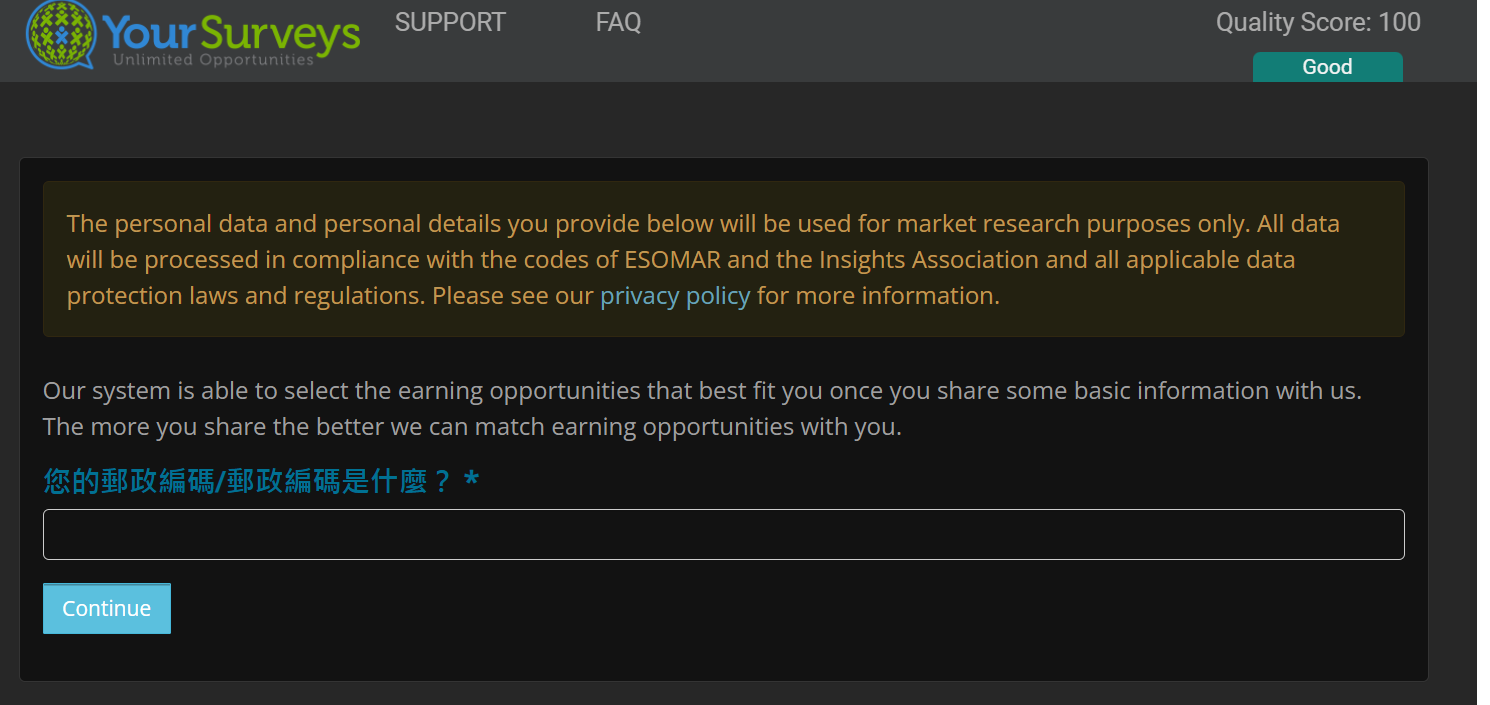 YourSurveys
Unlimited Opportunities
SUPPORT
FAQ
Quality Score: 100
Good
The personal data and personal details you provide below will be used for market research purposes only. All data
will be processed in compliance with the codes of ESOMAR and the Insights Association and all applicable data
protection laws and regulations. Please see our privacy policy for more information.
Our system is able to select the earning opportunities that best fit you once you share some basic information with us.
The more you share the better we can match earning opportunities with you.
您的郵政編碼/郵政編碼是什麼？ *
Continue